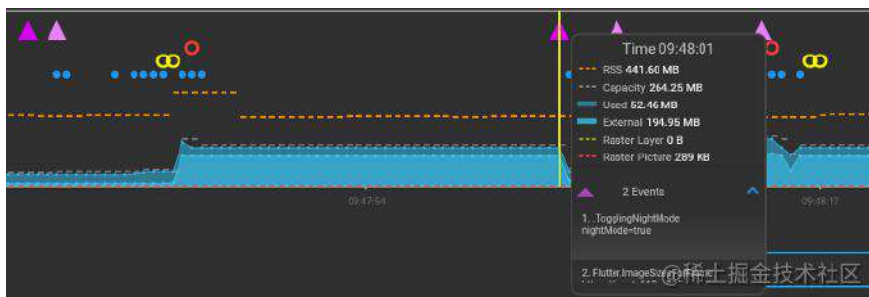 Time 09:48:01
RSS 441.60 MB
Capacity 264.25 MB
Used 52.46 MB
External 194.95 MB
Raster Layer 0 B
Raster Picture 289 KB
2 Events
1. .TogglingNightMode
nightMode=true
2. Flutter.ImageSizesForFrame
09:47:54
09:48:17
@稀土掘金技术社区